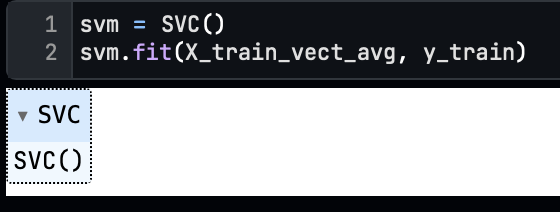 1 svm = SVC()
2 svm.fit(X_train_vect_avg, y_train)
▼ SVC
SVC()